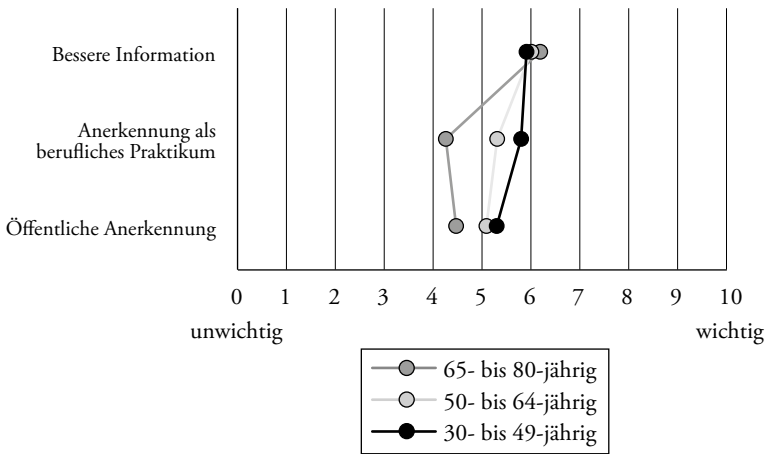 Bessere Information
Anerkennung als
berufliches Praktikum
Öffentliche Anerkennung
0 1 2 3 4 5 6 7 8 9 10
unwichtig wichtig
65- bis 80-jährig
50- bis 64-jährig
30- bis 49-jährig